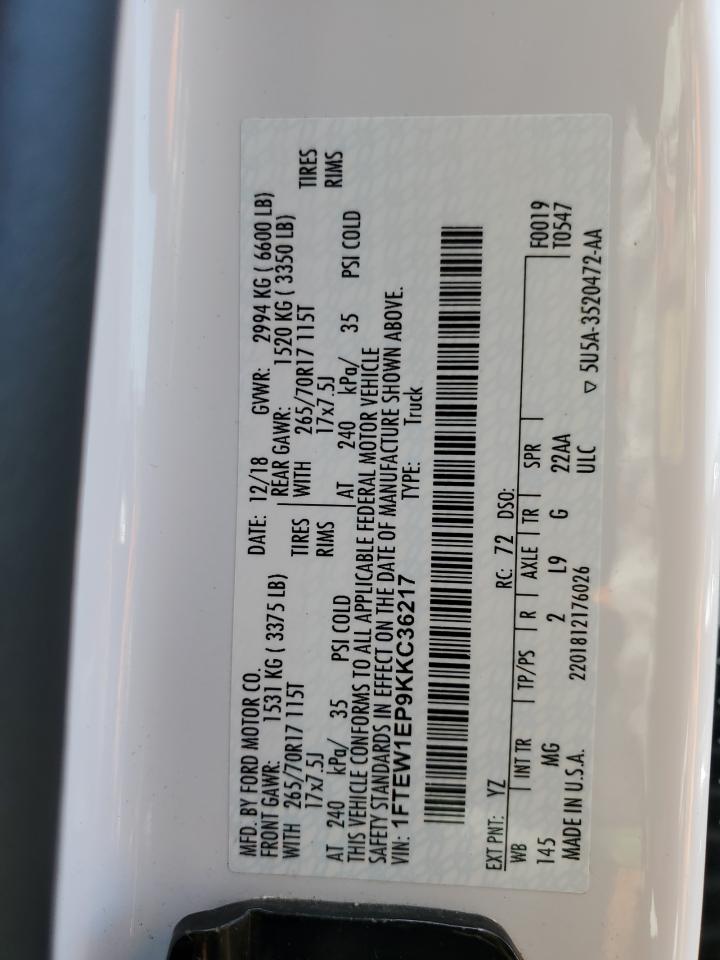 MFD. BY FORD MOTOR CO. DATE: 12/18 GVWR: 2994 KG ( 6600 LB)
FRONT GAWR: 1531 KG ( 3375 LB) REAR GAWR: 1520 KG ( 3350 LB)
WITH 265/70R17 115T TIRES WITH 265/70R17 115T TIRES
17x7.5J RIMS 17x7.5J RIMS
AT 240 kPa/ 35 PSI COLD AT 240 kPa/ 35 PSI COLD
THIS VEHICLE CONFORMS TO ALL APPLICABLE FEDERAL MOTOR VEHICLE
SAFETY STANDARDS IN EFFECT ON THE DATE OF MANUFACTURE SHOWN ABOVE.
VIN: 1FTEW1EP9KKC36217 TYPE: Truck
EXT PNT: YZ RC: 72 DSO:
WB INT TR TP/PS R AXLE TR SPR F0019
145 MG 2 L9 G 22AA T0547
MADE IN U.S.A. 2201812176026 ULC ▽ 5U5A-3520472-AA